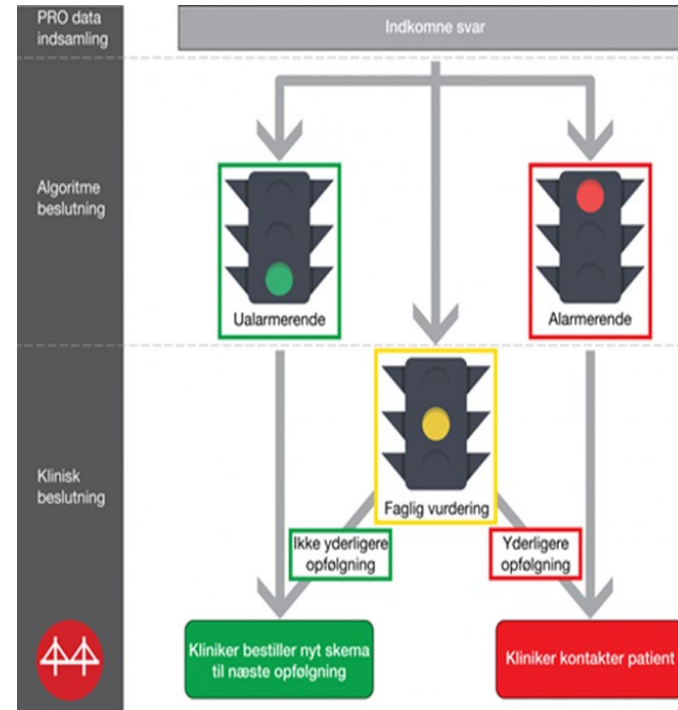 PRO data
indsamling
Indkomne svar
Algoritme
beslutning
Ualarmerende
Alarmerende
Klinisk
beslutning
Faglig vurdering
Ikke yderligere
opfølgning
Yderligere
opfølgning
Kliniker bestiller nyt skema
til næste opfølgning
Kliniker kontakter patient